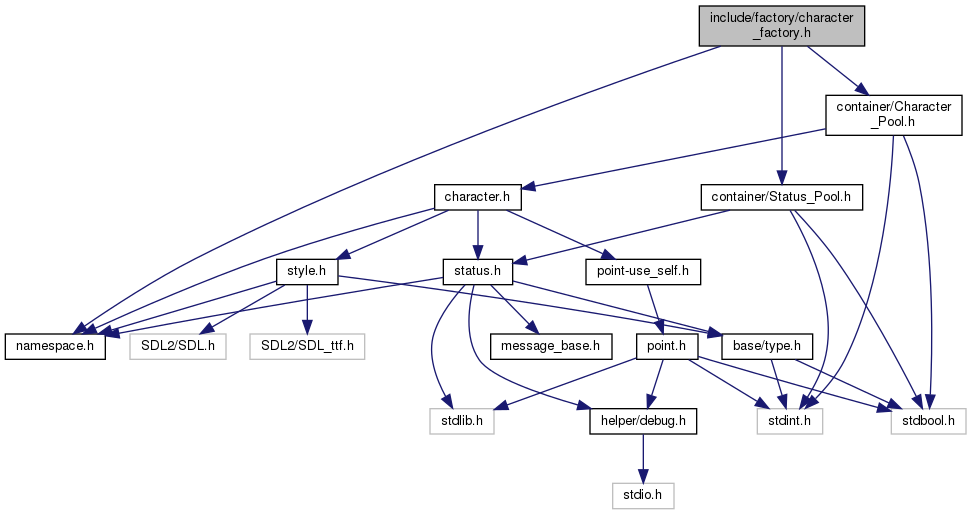 include/factory/character
_factory.h
container/Character
_Pool.h
character.h
container/Status_Pool.h
style.h
status.h
point-use_self.h
namespace.h
SDL2/SDL.h
SDL2/SDL_ttf.h
message_base.h
point.h
base/type.h
stdlib.h
helper/debug.h
stdint.h
stdbool.h
stdio.h